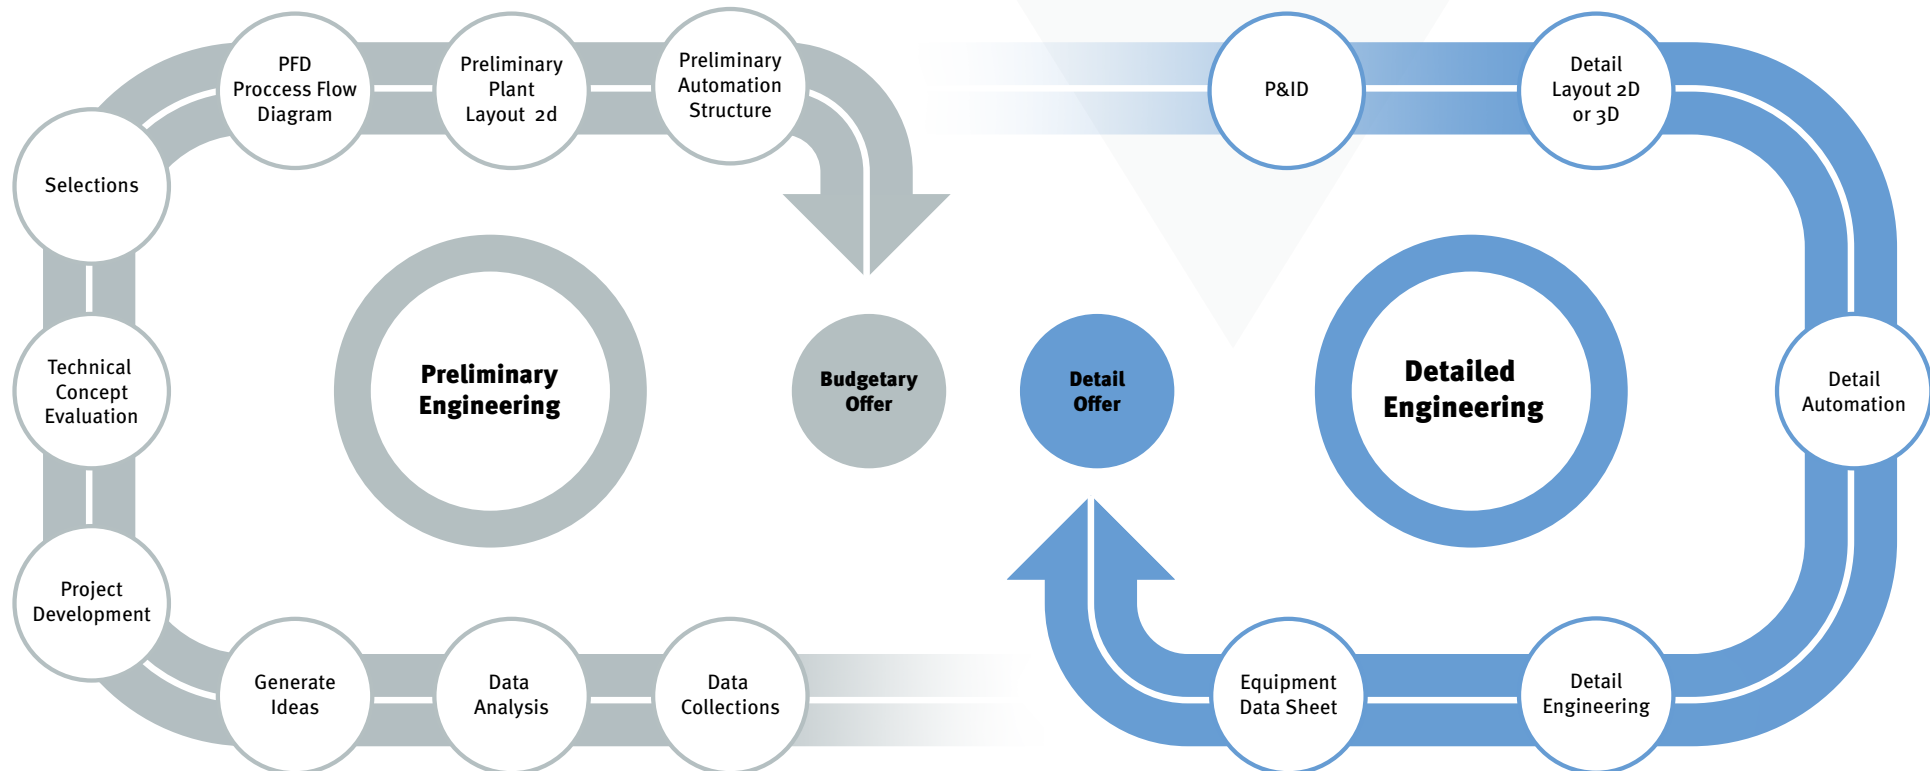 PFD
Proccess Flow
Diagram
Preliminary
Plant
Layout 2d
Preliminary
Automation
Structure
P&ID
Detail
Layout 2D
or 3D
Selections
Technical
Concept
Evaluation
Preliminary
Engineering
Budgetary
Offer
Detail
Offer
Detailed
Engineering
Detail
Automation
Project
Development
Generate
Ideas
Data
Analysis
Data
Collections
Equipment
Data Sheet
Detail
Engineering